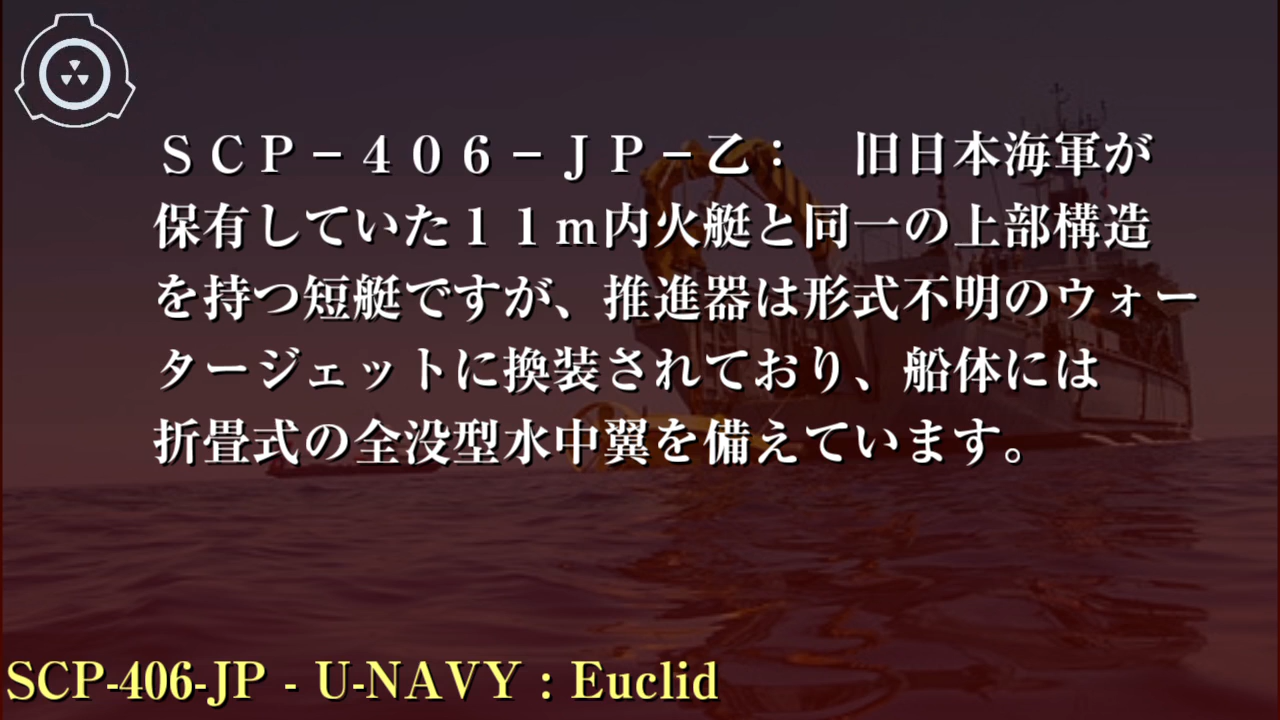 ＳＣＰ－４０６－ＪＰ－乙：　旧日本海軍が
保有していた１１ｍ内火艇と同一の上部構造
を持つ短艇ですが、推進器は形式不明のウォー
タージェットに換装されており、船体には
折畳式の全没型水中翼を備えています。
SCP-406-JP - U-NAVY : Euclid